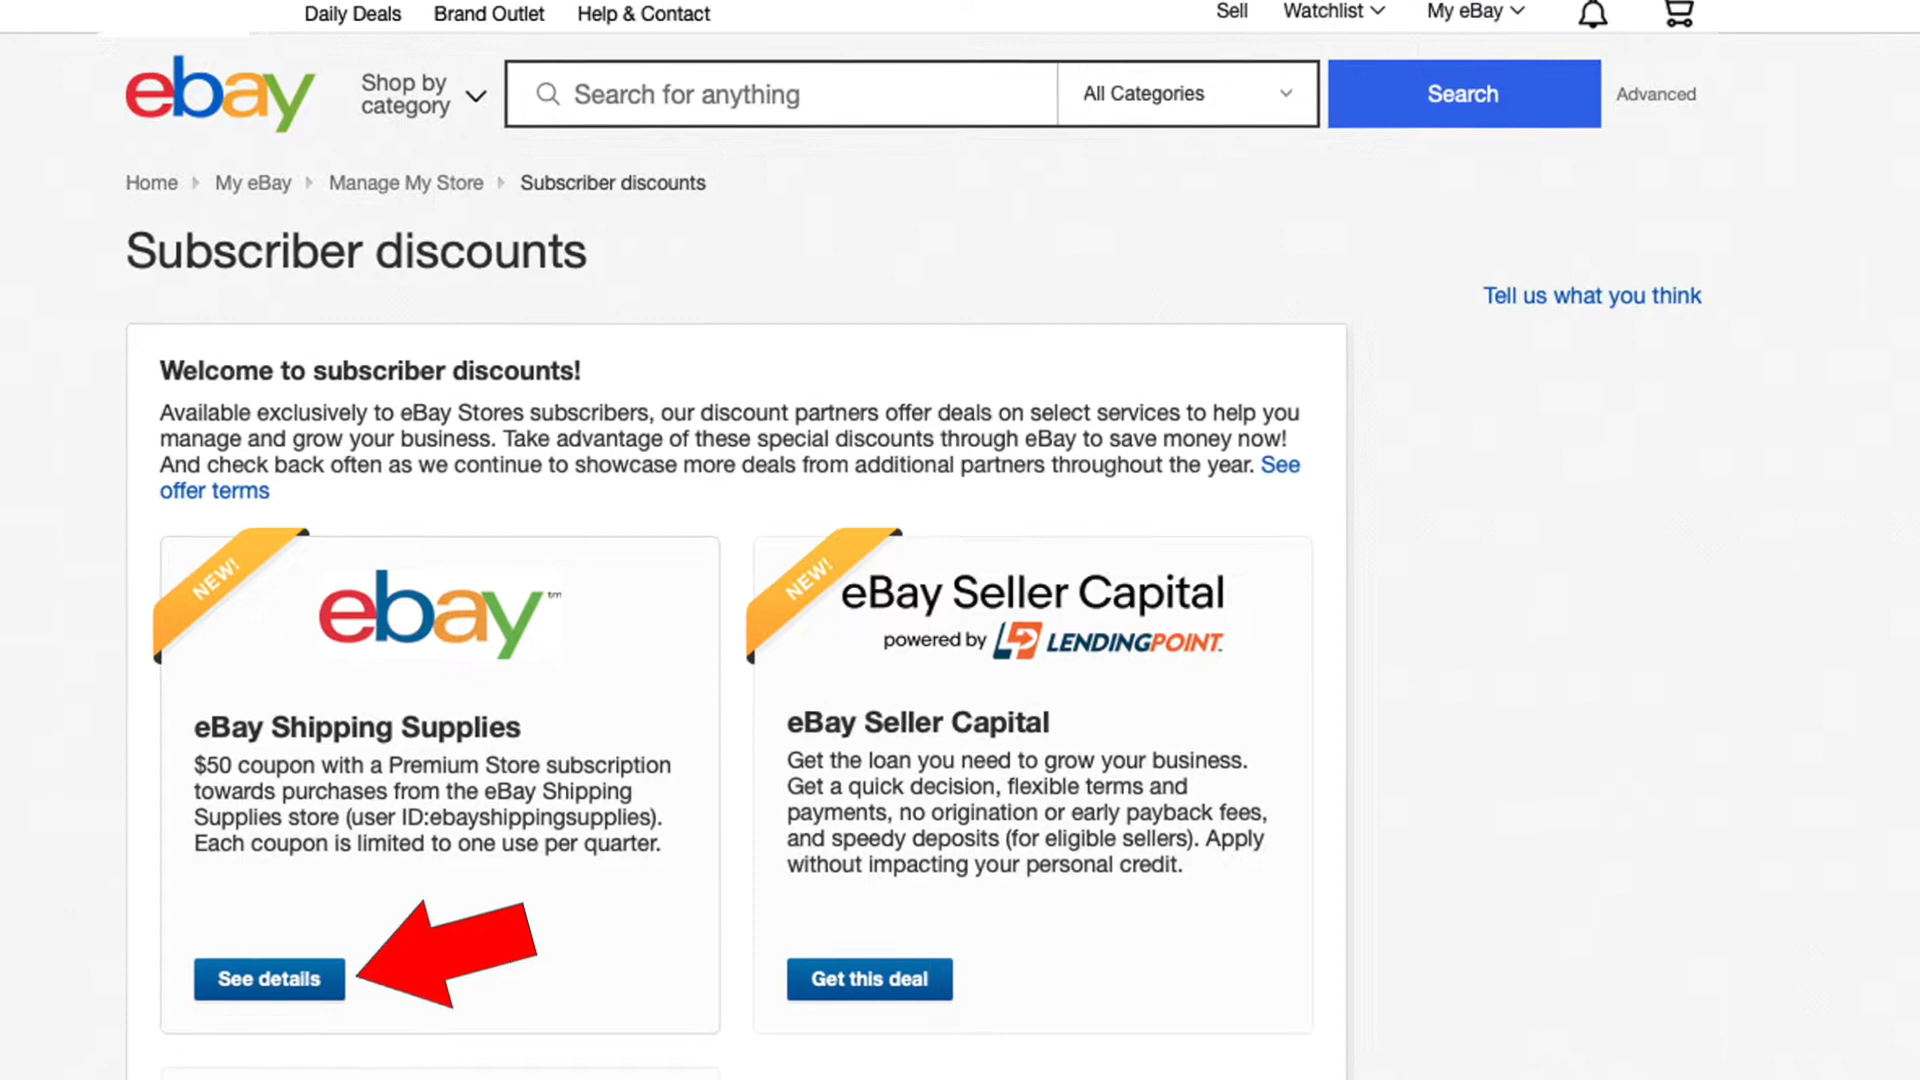 Daily Deals Brand Outlet Help & Contact Sell Watchlist My eBay
ebay Shop by category Search for anything All Categories Search Advanced
Home My eBay Manage My Store Subscriber discounts
Subscriber discounts
Tell us what you think
Welcome to subscriber discounts!
Available exclusively to eBay Stores subscribers, our discount partners offer deals on select services to help you
manage and grow your business. Take advantage of these special discounts through eBay to save money now!
And check back often as we continue to showcase more deals from additional partners throughout the year. See
offer terms
NEW!
ebay™
eBay Shipping Supplies
$50 coupon with a Premium Store subscription
towards purchases from the eBay Shipping
Supplies store (user ID:ebayshippingsupplies).
Each coupon is limited to one use per quarter.
See details
NEW!
eBay Seller Capital
powered by LP LENDINGPOINT.
eBay Seller Capital
Get the loan you need to grow your business.
Get a quick decision, flexible terms and
payments, no origination or early payback fees,
and speedy deposits (for eligible sellers). Apply
without impacting your personal credit.
Get this deal